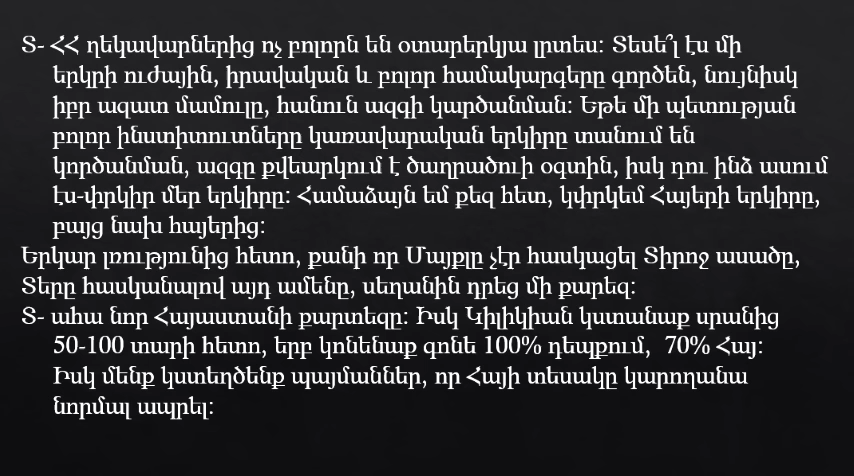 Տ- ՀՀ ղեկավարներից ոչ բոլորն են օտարերկյա լրտես: Տեսե՞լ էս մի
երկրի ուժային, իրավական և բոլոր համակարգերը գործեն, նույնիսկ
իբր ազատ մամուլը, հանուն ազգի կարծանման: Եթե մի պետության
բոլոր ինստիտուտները կառավարական երկիրը տանում են
կործանման, ազգը քվեարկում է ծաղրածուի օգտին, իսկ դու ինձ ասում
էս-փրկիր մեր երկիրը: Համաձայն եմ քեզ հետ, կփրկեմ Հայերի երկիրը,
բայց նախ հայերից:
Երկար լռությունից հետո, քանի որ Մայքլը չէր հասկացել Տիրոջ ասածը,
Տերը հասկանալով այդ ամենը, սեղանին դրեց մի քարեզ:
Տ- ահա նոր Հայաստանի քարտեզը: Իսկ Կիլիկիան կստանաք սրանից
50-100 տարի հետո, երբ կոնենաք գոնե 100% դեպքում, 70% Հայ:
Իսկ մենք կստեղծենք պայմաններ, որ Հայի տեսակը կարողանա
նորմալ ապրել: